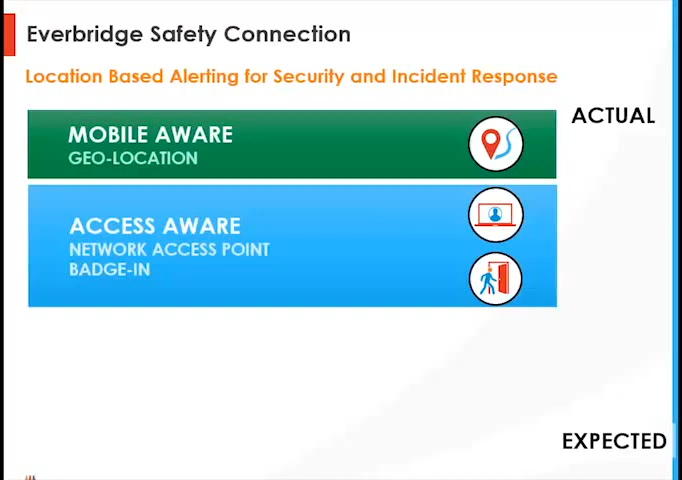 Everbridge Safety Connection
Location Based Alerting for Security and Incident Response
ACTUAL
MOBILE AWARE
GEO-LOCATION
ACCESS AWARE
NETWORK ACCESS POINT
BADGE-IN
EXPECTED